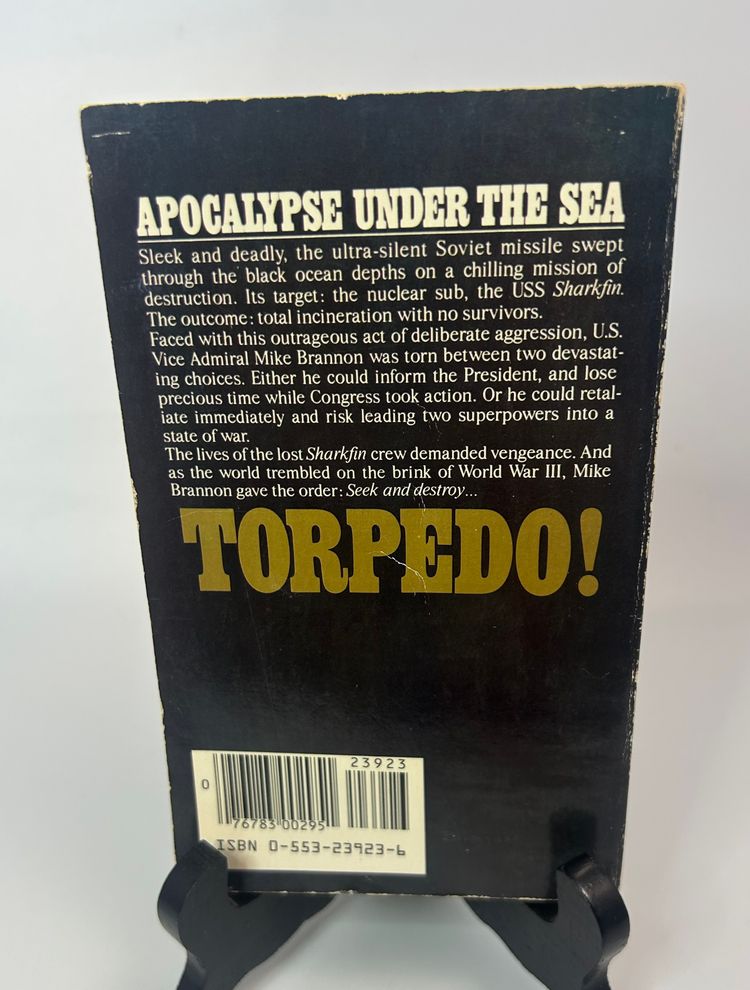 APOCALYPSE UNDER THE SEA
Sleek and deadly, the ultra-silent Soviet missile swept
through the black ocean depths on a chilling mission of
destruction. Its target: the nuclear sub, the USS Sharkfin.
The outcome: total incineration with no survivors.
Faced with this outrageous act of deliberate aggression, U.S.
Vice Admiral Mike Brannon was torn between two devastat-
ing choices. Either he could inform the President, and lose
precious time while Congress took action. Or he could retal-
iate immediately and risk leading two superpowers into a
state of war.
The lives of the lost Sharkfin crew demanded vengeance. And
as the world trembled on the brink of World War III, Mike
Brannon gave the order: Seek and destroy...
TORPEDO!
23923
0
76783 00295
ISBN 0-553-23923-6